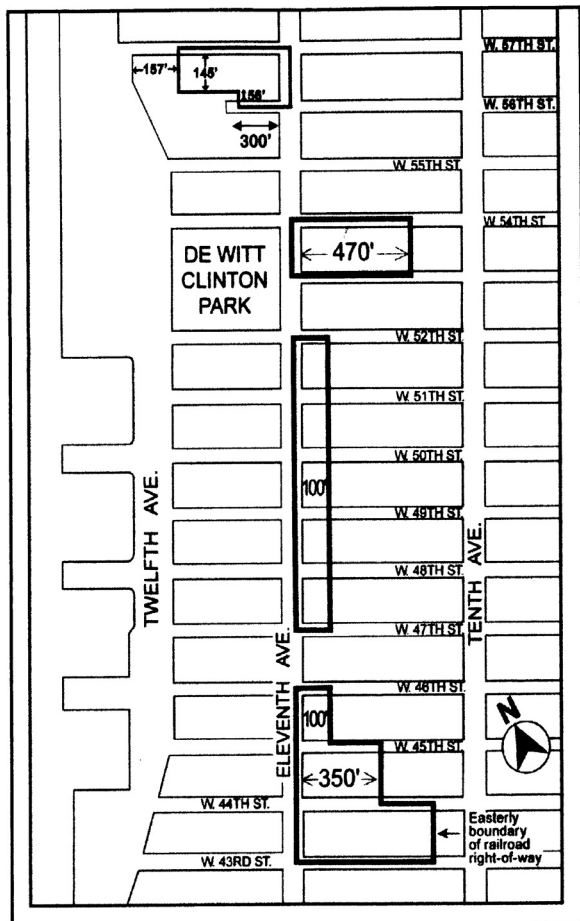 W. 57TH ST.
157'
145'
156'
W. 56TH ST.
300'
W. 55TH ST.
W. 54TH ST.
470'
DE WITT
CLINTON
PARK
W. 52TH ST.
W. 51TH ST.
W. 50TH ST.
100'
W. 49TH ST.
W. 48TH ST.
W. 47TH ST.
TWELFTH AVE.
TENTH AVE.
ELEVENTH AVE.
W. 46TH ST.
100'
N
W. 45TH ST.
350'
W. 44TH ST.
Easterly
boundary
of railroad
right-of-way
W. 43RD ST.